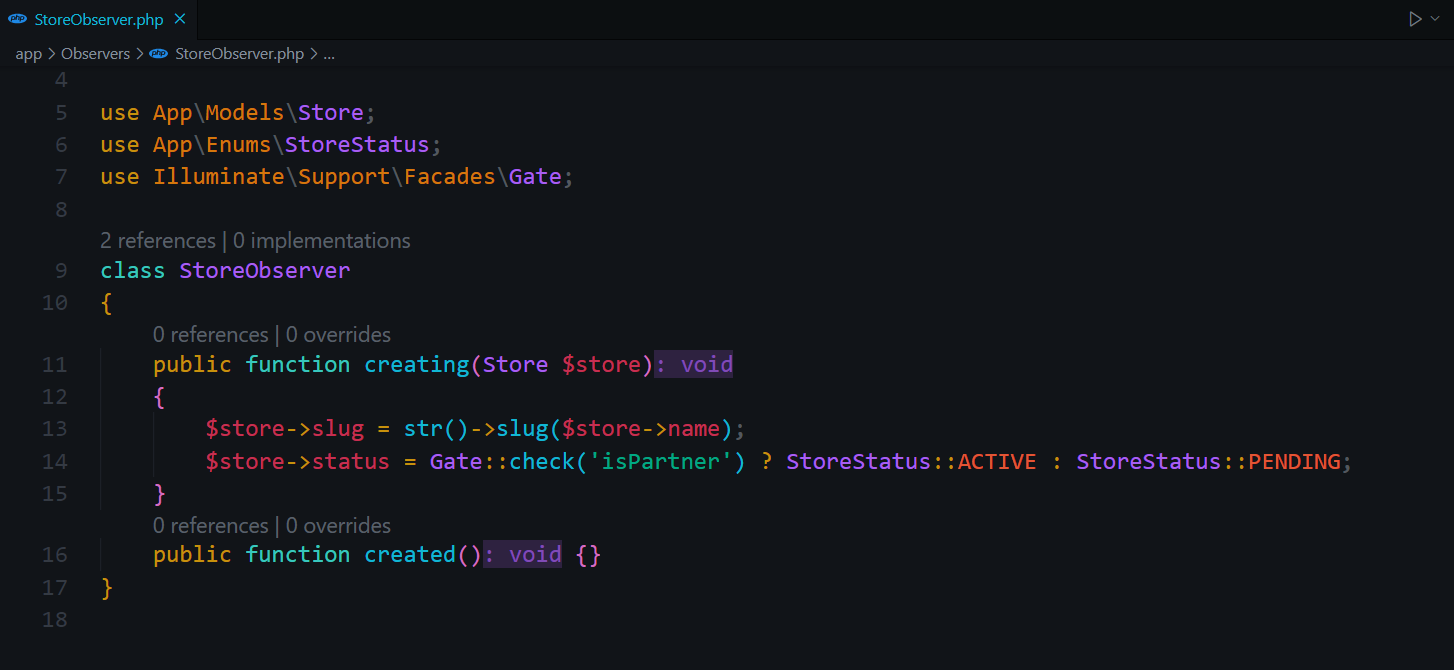 php StoreObserver.php ×
app > Observers > php StoreObserver.php > ...
4
5 use App\Models\Store;
6 use App\Enums\StoreStatus;
7 use Illuminate\Support\Facades\Gate;
8
2 references | 0 implementations
9 class StoreObserver
10 {
0 references | 0 overrides
11 public function creating(Store $store): void
12 {
13 $store->slug = str()->slug($store->name);
14 $store->status = Gate::check('isPartner') ? StoreStatus::ACTIVE : StoreStatus::PENDING;
15 }
0 references | 0 overrides
16 public function created(): void {}
17 }
18